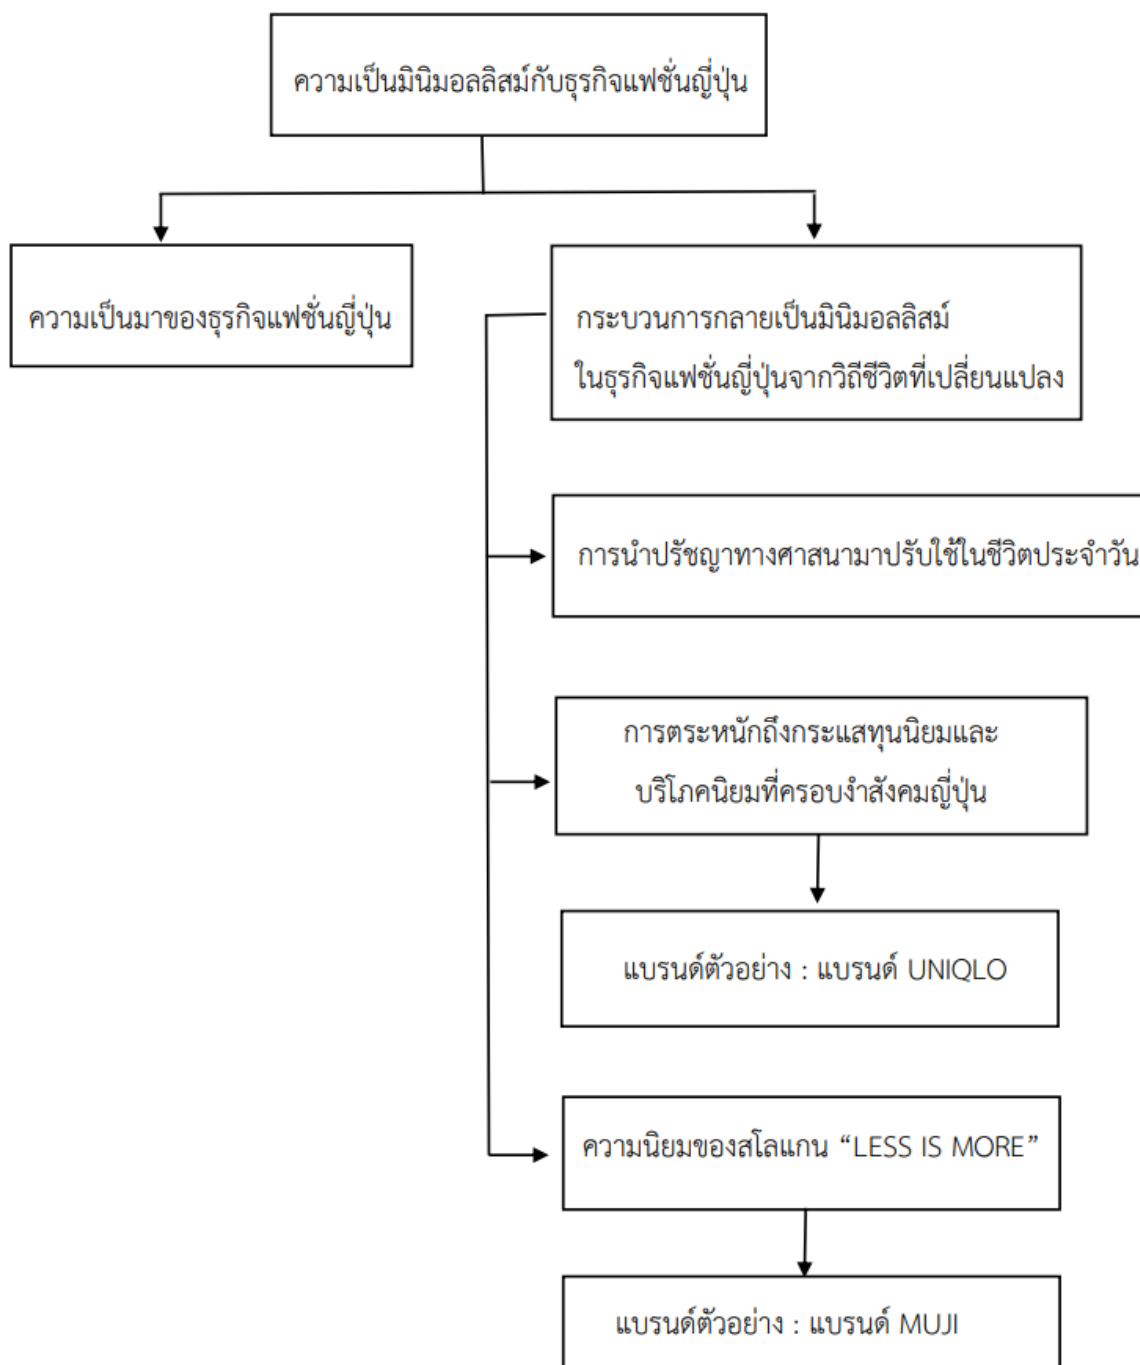 ความเป็นมินิมอลลิสม์กับธุรกิจแฟชั่นญี่ปุ่น
ความเป็นมาของธุรกิจแฟชั่นญี่ปุ่น
กระบวนการกลายเป็นมินิมอลลิสม์
ในธุรกิจแฟชั่นญี่ปุ่นจากวิถีชีวิตที่เปลี่ยนแปลง
การนำปรัชญาทางศาสนามาปรับใช้ในชีวิตประจำวัน
การตระหนักถึงกระแสทุนนิยมและ
บริโภคนิยมที่ครอบงำสังคมญี่ปุ่น
แบรนด์ตัวอย่าง : แบรนด์ UNIQLO
ความนิยมของสโลแกน “LESS IS MORE”
แบรนด์ตัวอย่าง : แบรนด์ MUJI